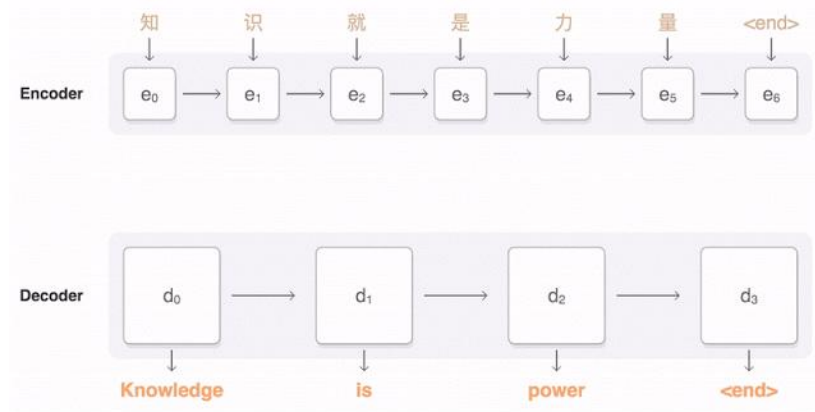 知 识 就 是 力 量 <end>
Encoder e₀ e₁ e₂ e₃ e₄ e₅ e₆
Decoder d₀ d₁ d₂ d₃
Knowledge is power <end>